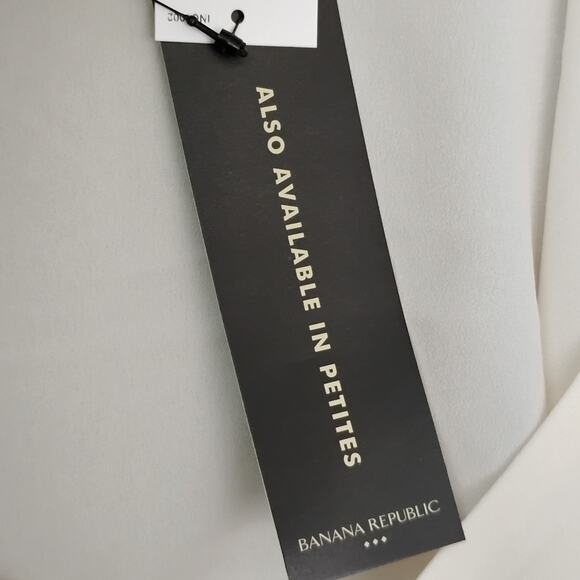 ALSO AVAILABLE IN PETITES
BANANA REPUBLIC